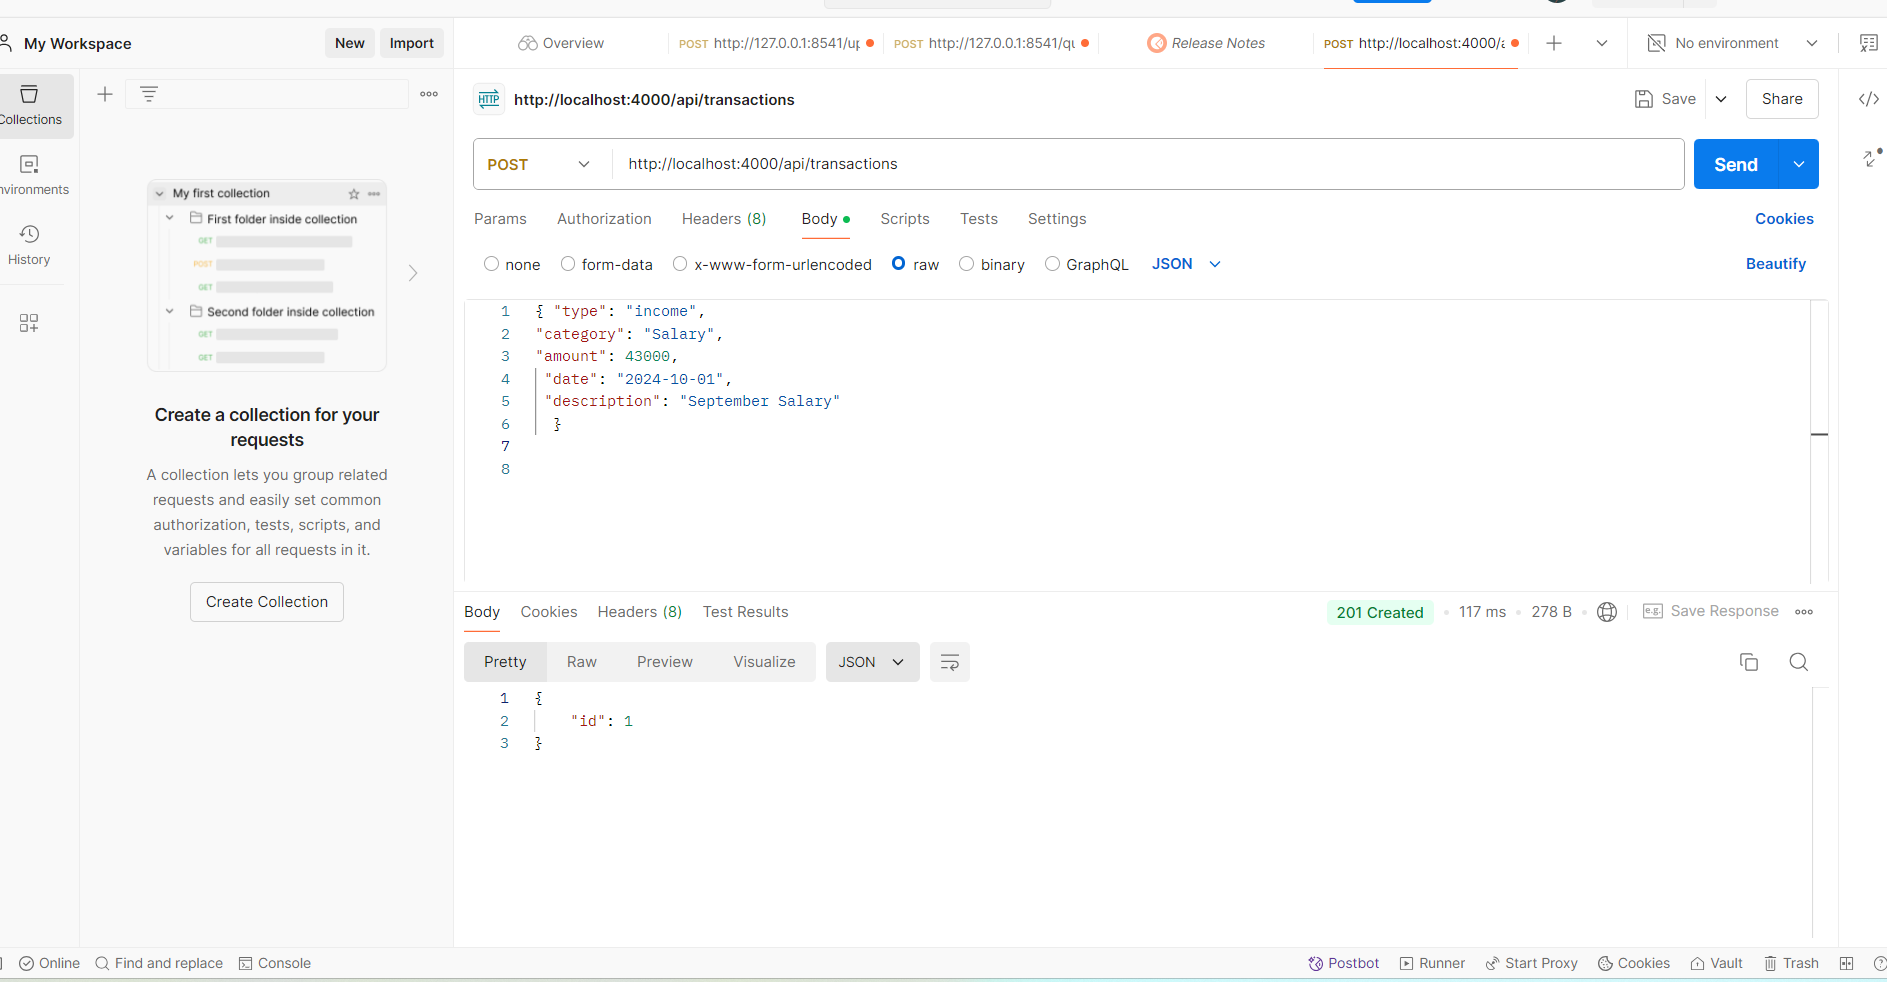 My Workspace
New
Import
Overview
POST http://127.0.0.1:8541/up
POST http://127.0.0.1:8541/qu
Release Notes
POST http://localhost:4000/a
No environment
Collections
Environments
History
My first collection
First folder inside collection
GET
POST
GET
Second folder inside collection
GET
GET
Create a collection for your
requests
A collection lets you group related
requests and easily set common
authorization, tests, scripts, and
variables for all requests in it.
Create Collection
HTTP http://localhost:4000/api/transactions
Save
Share
POST
http://localhost:4000/api/transactions
Send
Params Authorization Headers (8) Body Scripts Tests Settings
Cookies
none form-data x-www-form-urlencoded raw binary GraphQL JSON
Beautify
1 { "type": "income",
2 "category": "Salary",
3 "amount": 43000,
4 "date": "2024-10-01",
5 "description": "September Salary"
6 }
7
8
Body Cookies Headers (8) Test Results
201 Created 117 ms 278 B
e.g. Save Response
Pretty Raw Preview Visualize JSON
1 {
2 "id": 1
3 }
Online Find and replace Console
Postbot Runner Start Proxy Cookies Vault Trash